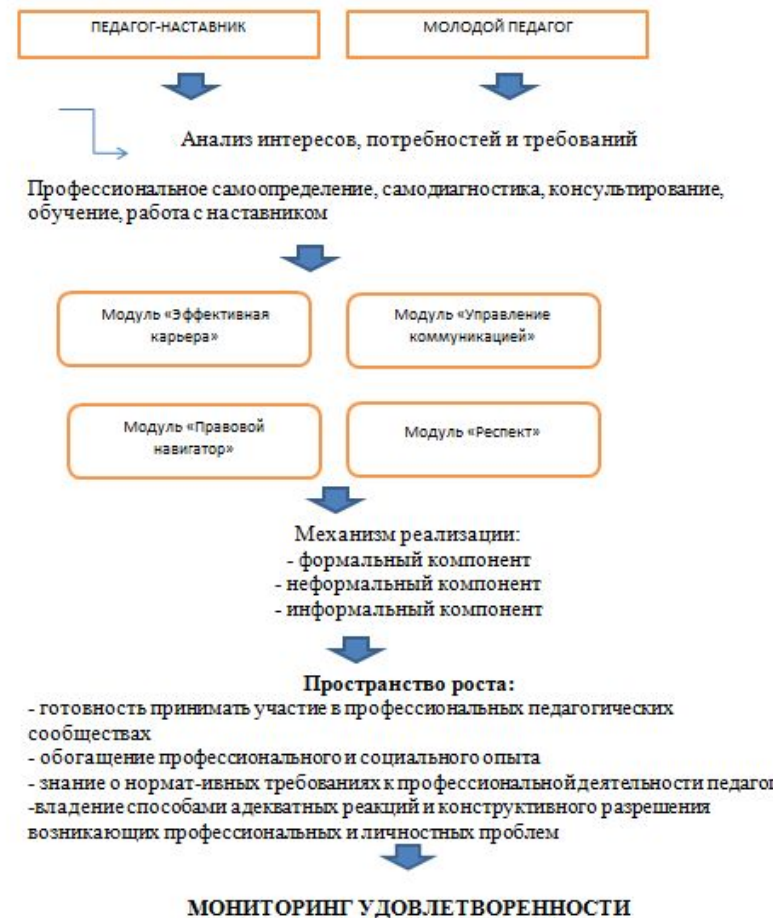 ПЕДАГОГ-НАСТАВНИК
МОЛОДОЙ ПЕДАГОГ
Анализ интересов, потребностей и требований
Профессиональное самоопределение, самодиагностика, консультирование,
обучение, работа с наставником
Модуль «Эффективная
карьера»
Модуль «Управление
коммуникацией»
Модуль «Правовой
навигатор»
Модуль «Респект»
Механизм реализации:
- формальный компонент
- неформальный компонент
- информальный компонент
Пространство роста:
- готовность принимать участие в профессиональных педагогических
сообществах
- обогащение профессионального и социального опыта
- знание о нормат-ивных требованиях к профессиональной деятельности педагог
-владение способами адекватных реакций и конструктивного разрешения
возникающих профессиональных и личностных проблем
МОНИТОРИНГ УДОВЛЕТВОРЕННОСТИ